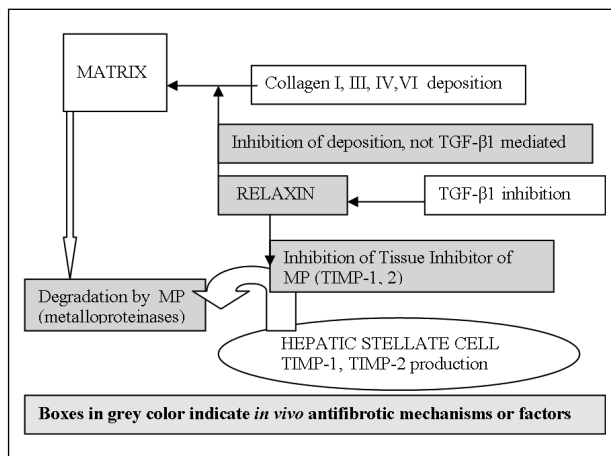 MATRIX
Collagen I, III, IV,VI deposition
Inhibition of deposition, not TGF-β1 mediated
RELAXIN
TGF-β1 inhibition
Inhibition of Tissue Inhibitor of
MP (TIMP-1, 2)
Degradation by MP
(metalloproteinases)
HEPATIC STELLATE CELL
TIMP-1, TIMP-2 production
Boxes in grey color indicate in vivo antifibrotic mechanisms or factors